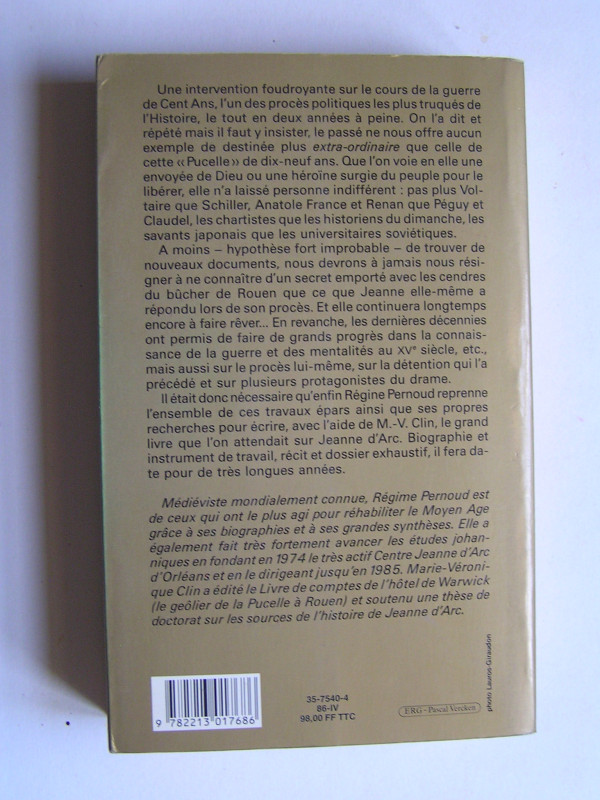 Une intervention foudroyante sur le cours de la guerre
de Cent Ans, l'un des procès politiques les plus truqués de
l'Histoire, le tout en deux années à peine. On l'a dit et
répété mais il faut y insister, le passé ne nous offre aucun
exemple de destinée plus extra-ordinaire que celle de
cette «Pucelle» de dix-neuf ans. Que l'on voie en elle une
envoyée de Dieu ou une héroïne surgie du peuple pour le
libérer, elle n'a laissé personne indifférent : pas plus Vol-
taire que Schiller, Anatole France et Renan que Péguy et
Claudel, les chartistes que les historiens du dimanche, les
savants japonais que les universitaires soviétiques.
A moins – hypothèse fort improbable – de trouver de
nouveaux documents, nous devrons à jamais nous rési-
gner à ne connaître d'un secret emporté avec les cendres
du bûcher de Rouen que ce que Jeanne elle-même a
répondu lors de son procès. Et elle continuera longtemps
encore à faire rêver... En revanche, les dernières décennies
ont permis de faire de grands progrès dans la connais-
sance de la guerre et des mentalités au XVe siècle, etc.,
mais aussi sur le procès lui-même, sur la détention qui l'a
précédé et sur plusieurs protagonistes du drame.
Il était donc nécessaire qu'enfin Régine Pernoud reprenne
l'ensemble de ces travaux épars ainsi que ses propres
recherches pour écrire, avec l'aide de M.-V. Clin, le grand
livre que l'on attendait sur Jeanne d'Arc. Biographie et
instrument de travail, récit et dossier exhaustif, il fera da-
te pour de très longues années.
Médiéviste mondialement connue, Régime Pernoud est
de ceux qui ont le plus agi pour réhabiliter le Moyen Age
grâce à ses biographies et à ses grandes synthèses. Elle a
également fait très fortement avancer les études johan-
niques en fondant en 1974 le très actif Centre Jeanne d'Arc
d'Orléans et en le dirigeant jusqu'en 1985. Marie-Véroni-
que Clin a édité le Livre de comptes de l'hôtel de Warwick
(le geôlier de la Pucelle à Rouen) et soutenu une thèse de
doctorat sur les sources de l'histoire de Jeanne d'Arc.
photo Lauros-Giraudon
9 782213 017686
35-7540-4
86-IV
98,00 FF TTC
ERG - Pascal Vercken